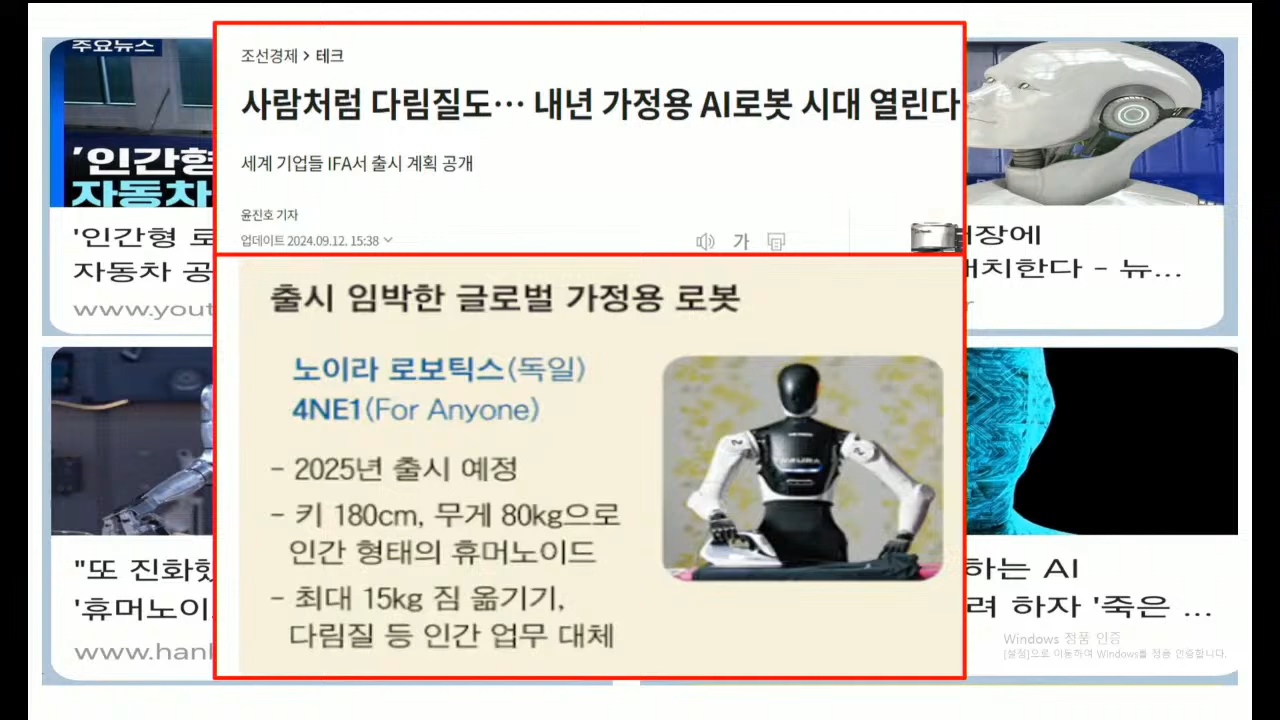 주요뉴스
'인간형
자동차
'인간형 로
자동차 공
www.yout
조선경제 > 테크
사람처럼 다림질도… 내년 가정용 AI로봇 시대 열린다
세계 기업들 IFA서 출시 계획 공개
윤진호 기자
업데이트 2024.09.12. 15:38
가
장에
배치한다 - 뉴...
출시 임박한 글로벌 가정용 로봇
노이라 로보틱스(독일)
4NE1(For Anyone)
- 2025년 출시 예정
- 키 180cm, 무게 80kg으로
인간 형태의 휴머노이드
- 최대 15kg 짐 옮기기,
다림질 등 인간 업무 대체
"또 진화했
'휴머노이
www.hank
하는 AI
려 하자 '죽은 ...
Windows 정품 인증
[설정]으로 이동하여 Windows를 정품 인증합니다.